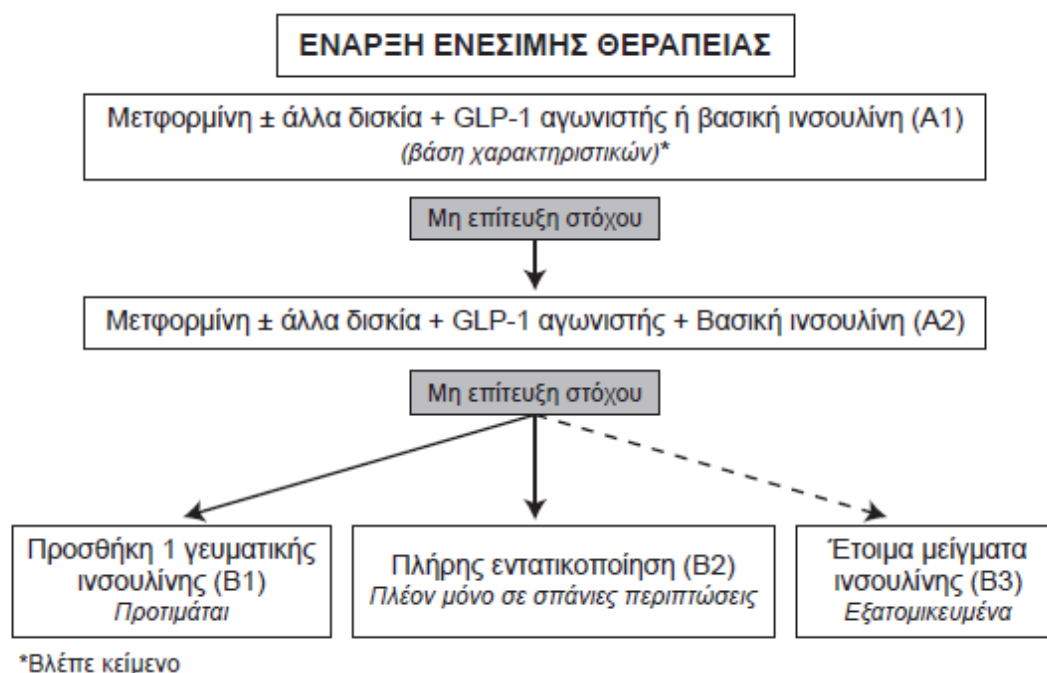 ΕΝΑΡΞΗ ΕΝΕΣΙΜΗΣ ΘΕΡΑΠΕΙΑΣ
Μετφορμίνη ± άλλα δισκία + GLP-1 αγωνιστής ή βασική ινσουλίνη (Α1)
(βάση χαρακτηριστικών)*
Μη επίτευξη στόχου
Μετφορμίνη ± άλλα δισκία + GLP-1 αγωνιστής + Βασική ινσουλίνη (Α2)
Μη επίτευξη στόχου
Προσθήκη 1 γευματικής
ινσουλίνης (Β1)
Προτιμάται
Πλήρης εντατικοποίηση (Β2)
Πλέον μόνο σε σπάνιες περιπτώσεις
Έτοιμα μείγματα
ινσουλίνης (Β3)
Εξατομικευμένα
*Βλέπε κείμενο